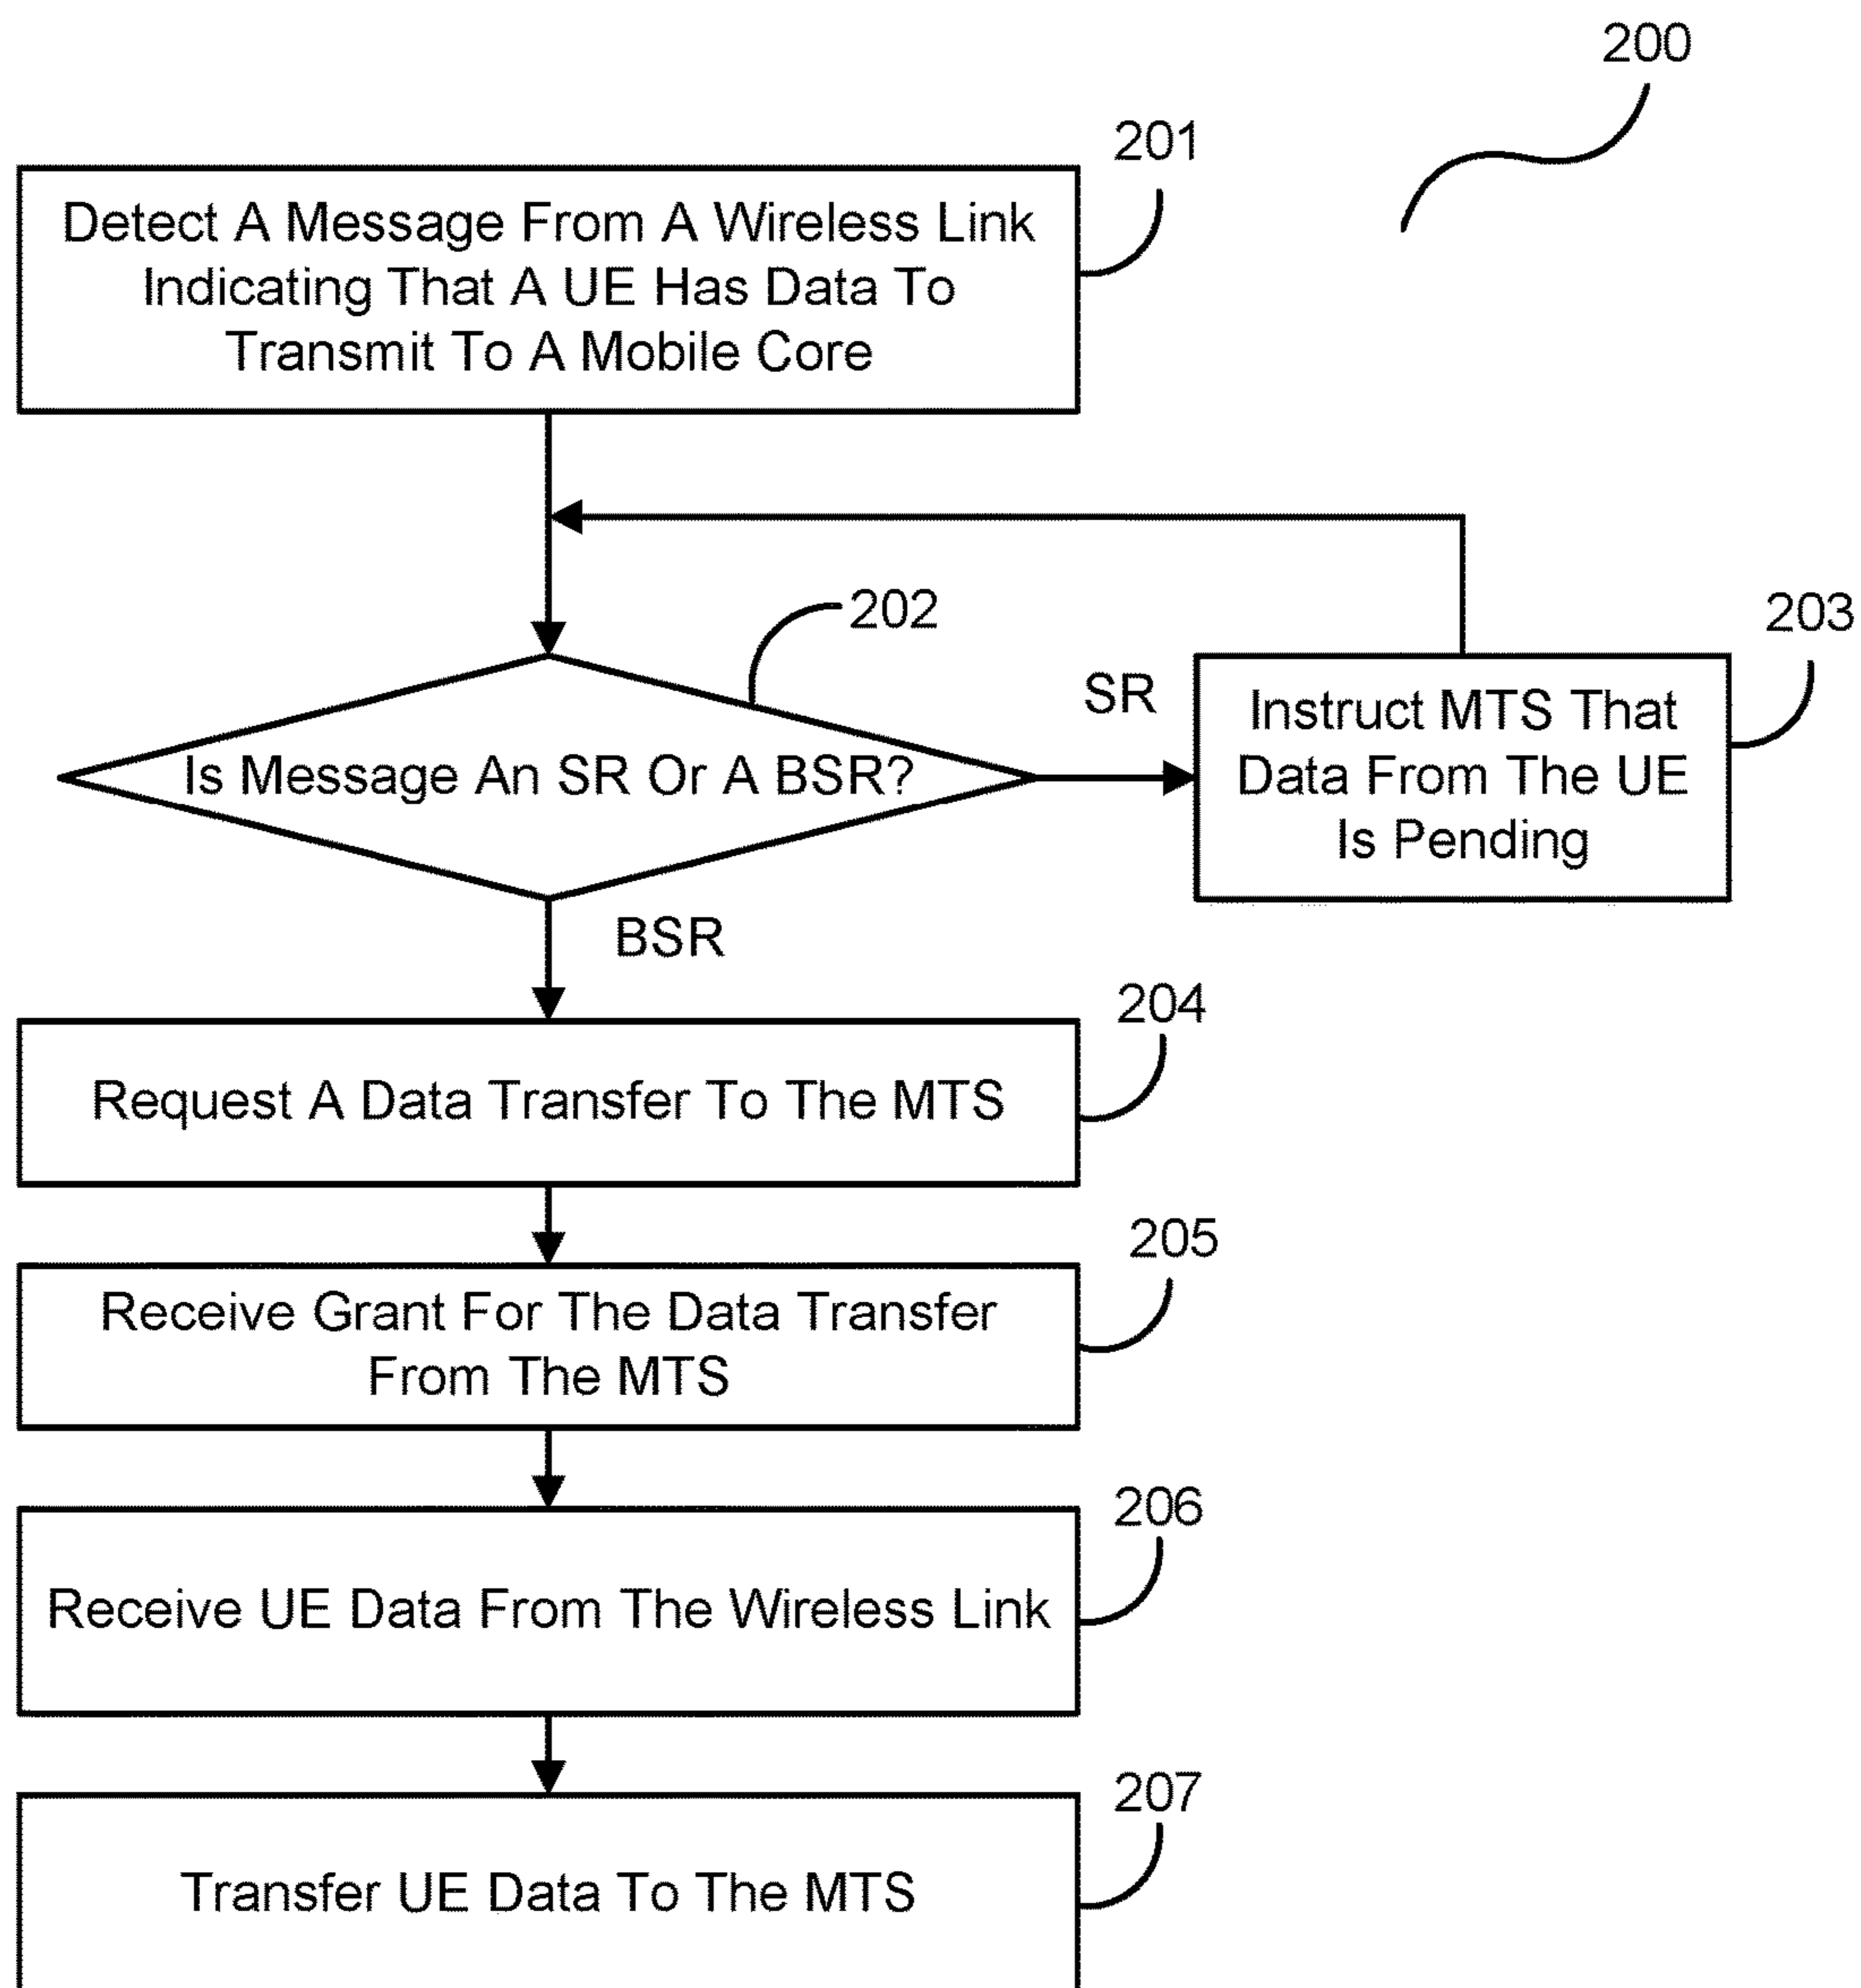 200
201
Detect A Message From A Wireless Link
Indicating That A UE Has Data To
Transmit To A Mobile Core
202
203
SR
Is Message An SR Or A BSR?
Instruct MTS That
Data From The UE
Is Pending
BSR
204
Request A Data Transfer To The MTS
205
Receive Grant For The Data Transfer
From The MTS
206
Receive UE Data From The Wireless Link
207
Transfer UE Data To The MTS